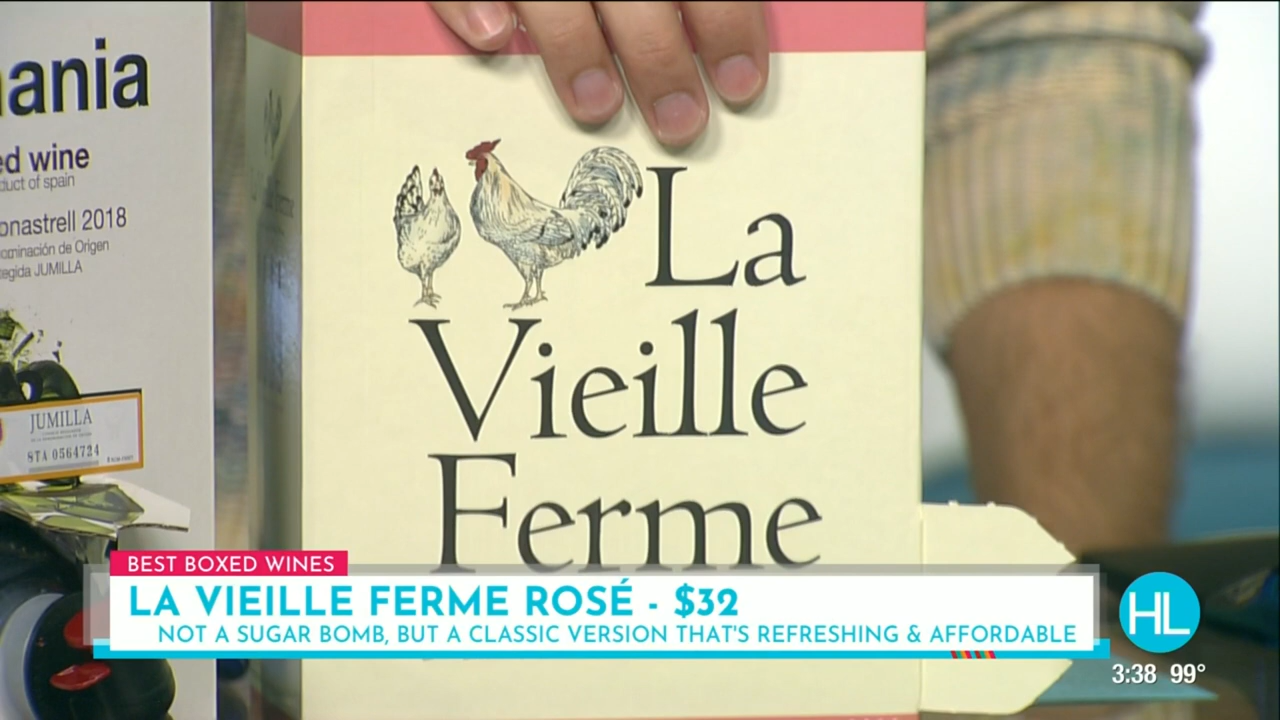 ania
ed wine
duct of spain
onastrell 2018
ominación de Origen
tegida JUMILLA
JUMILLA
8TA 0564724
La
Vieille
Ferme
BEST BOXED WINES
LA VIEILLE FERME ROSÉ - $32
NOT A SUGAR BOMB, BUT A CLASSIC VERSION THAT'S REFRESHING & AFFORDABLE
HL
3:38 99°